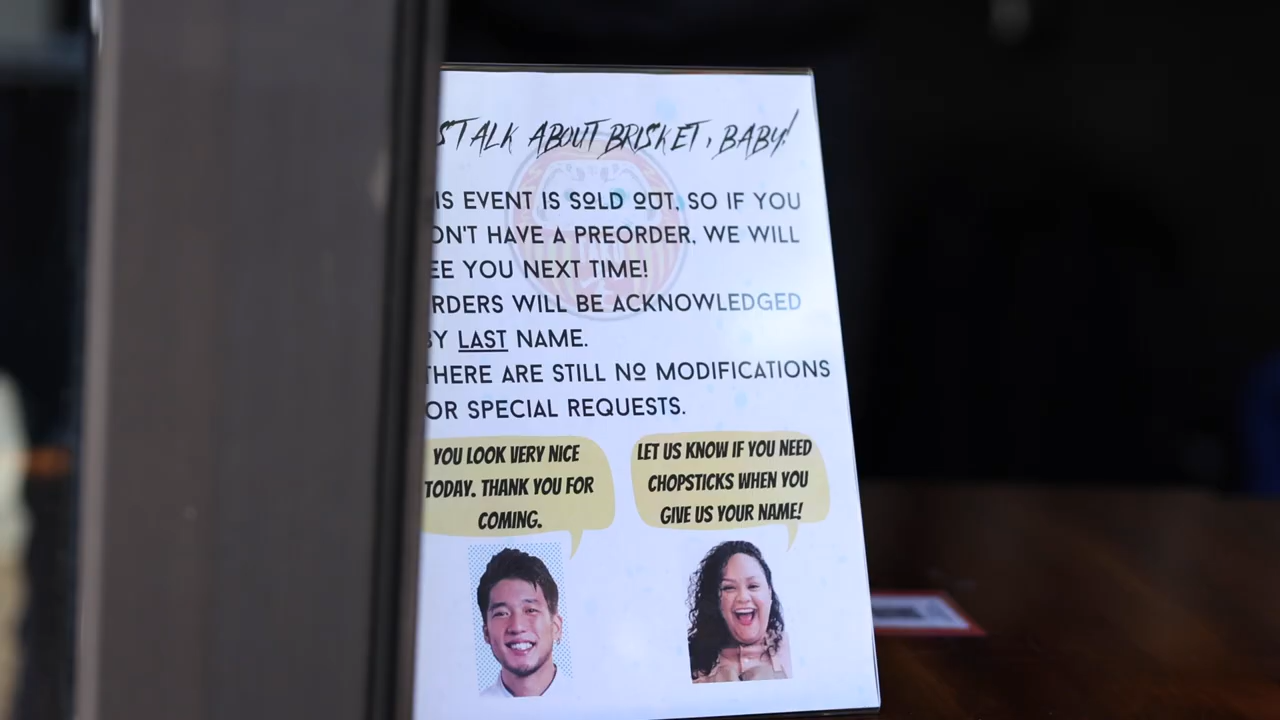 S TALK ABOUT BRISKET, BABY!
IS EVENT IS SOLD OUT, SO IF YOU
ON'T HAVE A PREORDER, WE WILL
EE YOU NEXT TIME!
RDERS WILL BE ACKNOWLEDGED
BY LAST NAME.
THERE ARE STILL NO MODIFICATIONS
OR SPECIAL REQUESTS.
YOU LOOK VERY NICE
TODAY. THANK YOU FOR
COMING.
LET US KNOW IF YOU NEED
CHOPSTICKS WHEN YOU
GIVE US YOUR NAME!